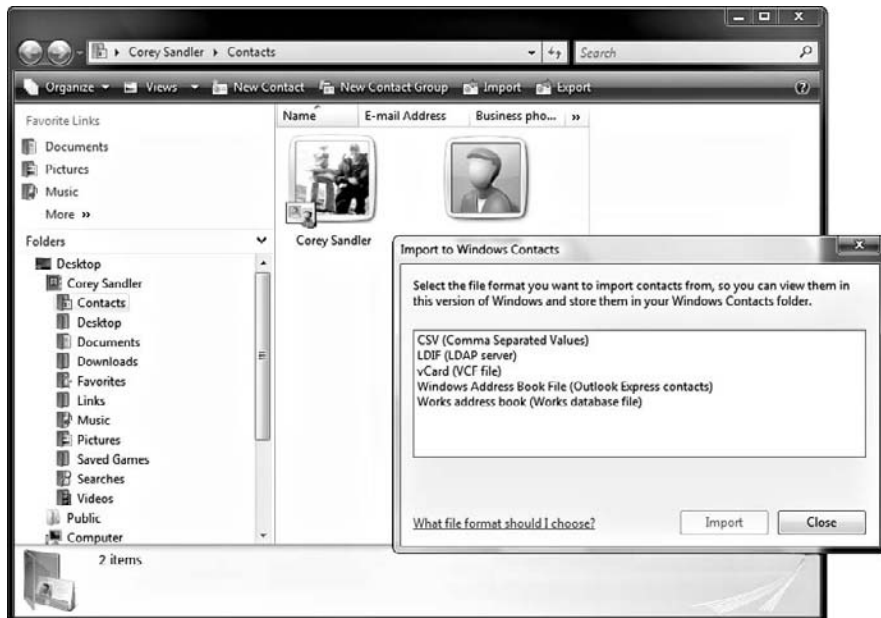 Corey Sandler Contacts
Search
Organize Views New Contact New Contact Group Import Export
Favorite Links
Documents
Pictures
Music
More »
Folders
Desktop
Corey Sandler
Contacts
Desktop
Documents
Downloads
Favorites
Links
Music
Pictures
Saved Games
Searches
Videos
Public
Computer
Name E-mail Address Business pho... »
Corey Sandler
Import to Windows Contacts
Select the file format you want to import contacts from, so you can view them in
this version of Windows and store them in your Windows Contacts folder.
CSV (Comma Separated Values)
LDIF (LDAP server)
vCard (VCF file)
Windows Address Book File (Outlook Express contacts)
Works address book (Works database file)
What file format should I choose?
Import Close
2 items